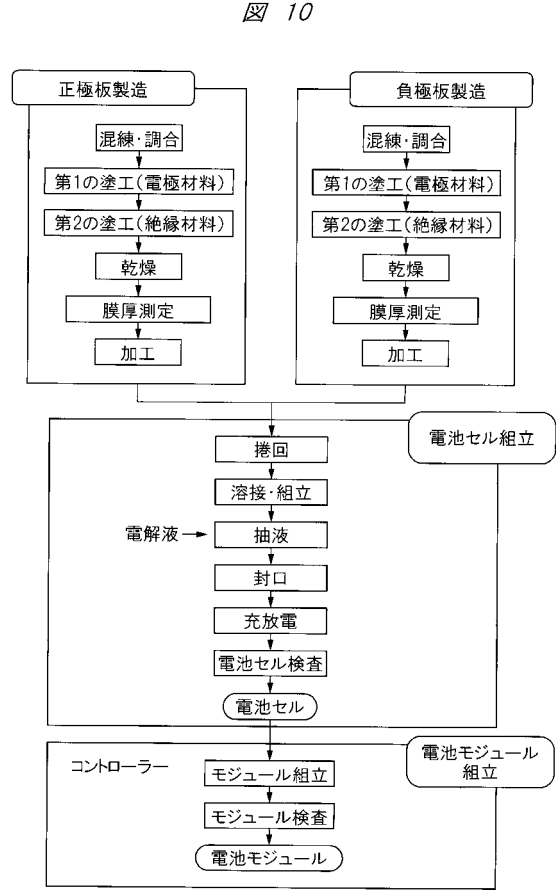 図 10
正極板製造
混練・調合
第1の塗工(電極材料)
第2の塗工(絶縁材料)
乾燥
膜厚測定
加工
負極板製造
混練・調合
第1の塗工(電極材料)
第2の塗工(絶縁材料)
乾燥
膜厚測定
加工
電池セル組立
捲回
溶接・組立
電解液
抽液
封口
充放電
電池セル検査
電池セル
電池モジュール
組立
コントローラー
モジュール組立
モジュール検査
電池モジュール